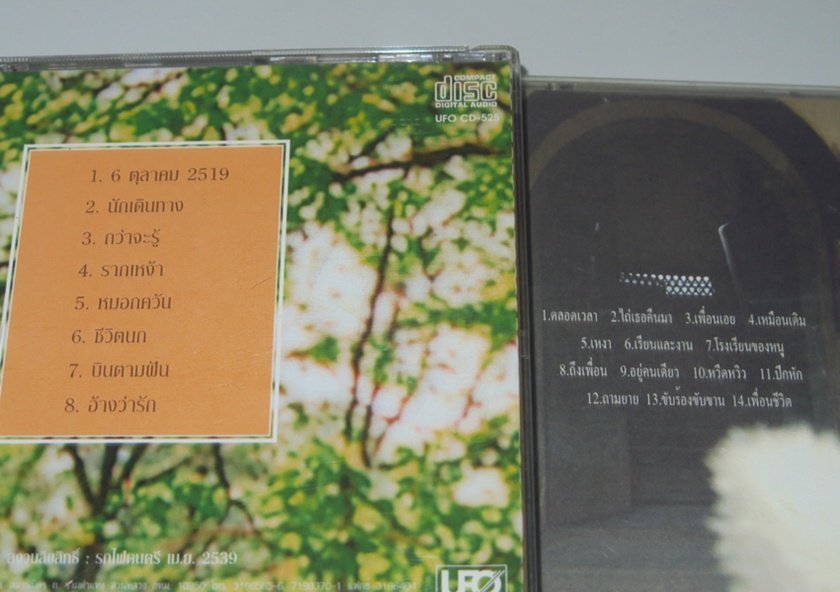 COMPACT
disc
DIGITAL AUDIO
UFO CD-525
1. 6 ตุลาคม 2519
2. นักเดินทาง
3. กว่าจะรู้
4. รากเหง้า
5. หมอกควัน
6. ชีวิตนก
7. บินตามฝัน
8. อ้างว่ารัก
สงวนลิขสิทธิ์ : รถไฟดนตรี เม.ย. 2539
UFO
1.ตลอดเวลา 2.ไถ่เธอคืนมา 3.เพื่อนเอย 4.เหมือนเดิม
5.เหงา 6.เรียนและงาน 7.โรงเรียนของหนู
8.ถึงเพื่อน 9.อยู่คนเดียว 10.หวีดหวิว 11.ปีกหัก
12.ถามยาย 13.ขับร้องขับขาน 14.เพื่อนชีวิต